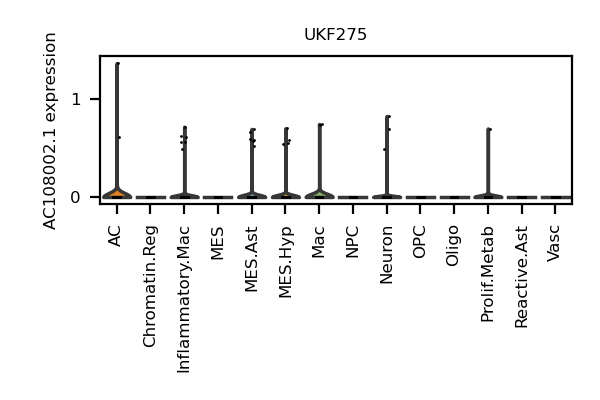 UKF275
AC108002.1 expression
1
0
AC
Chromatin.Reg
Inflammatory.Mac
MES
MES.Ast
MES.Hyp
Mac
NPC
Neuron
OPC
Oligo
Prolif.Metab
Reactive.Ast
Vasc